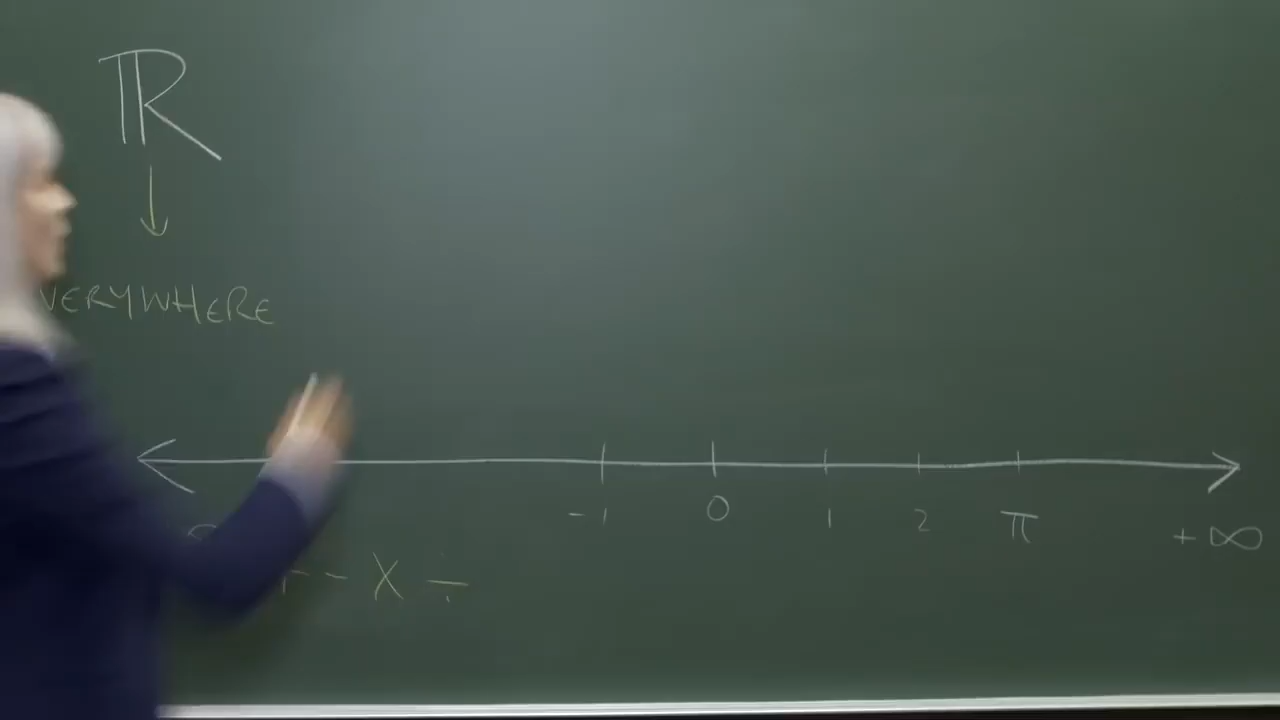 ℝ
↓
VERYWHERE
-1 0 1 2 π +∞
+ - × ÷